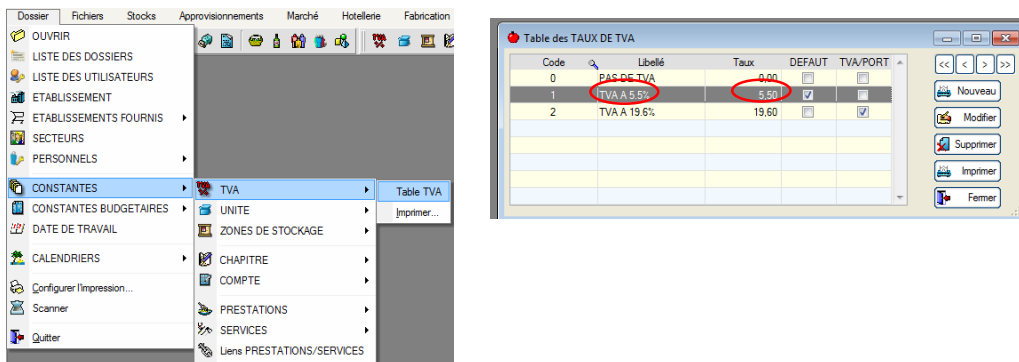 Dossier Fichiers Stocks Approvisionnements Marché Hotellerie Fabrication
OUVRIR
LISTE DES DOSSIERS
LISTE DES UTILISATEURS
ETABLISSEMENT
ETABLISSEMENTS FOURNIS
SECTEURS
PERSONNELS
CONSTANTES
CONSTANTES BUDGETAIRES
DATE DE TRAVAIL
CALENDRIERS
Configurer l'impression...
Scanner
Quitter
TVA
UNITE
ZONES DE STOCKAGE
CHAPITRE
COMPTE
PRESTATIONS
SERVICES
Liens PRESTATIONS/SERVICES
Table TVA
Imprimer...
Table des TAUX DE TVA
Code Libellé Taux DEFAUT TVA/PORT
0 PAS DE TVA 0,00
1 TVA A 5.5% 5,50
2 TVA A 19.6% 19,60
<< < > >>
Nouveau
Modifier
Supprimer
Imprimer
Fermer